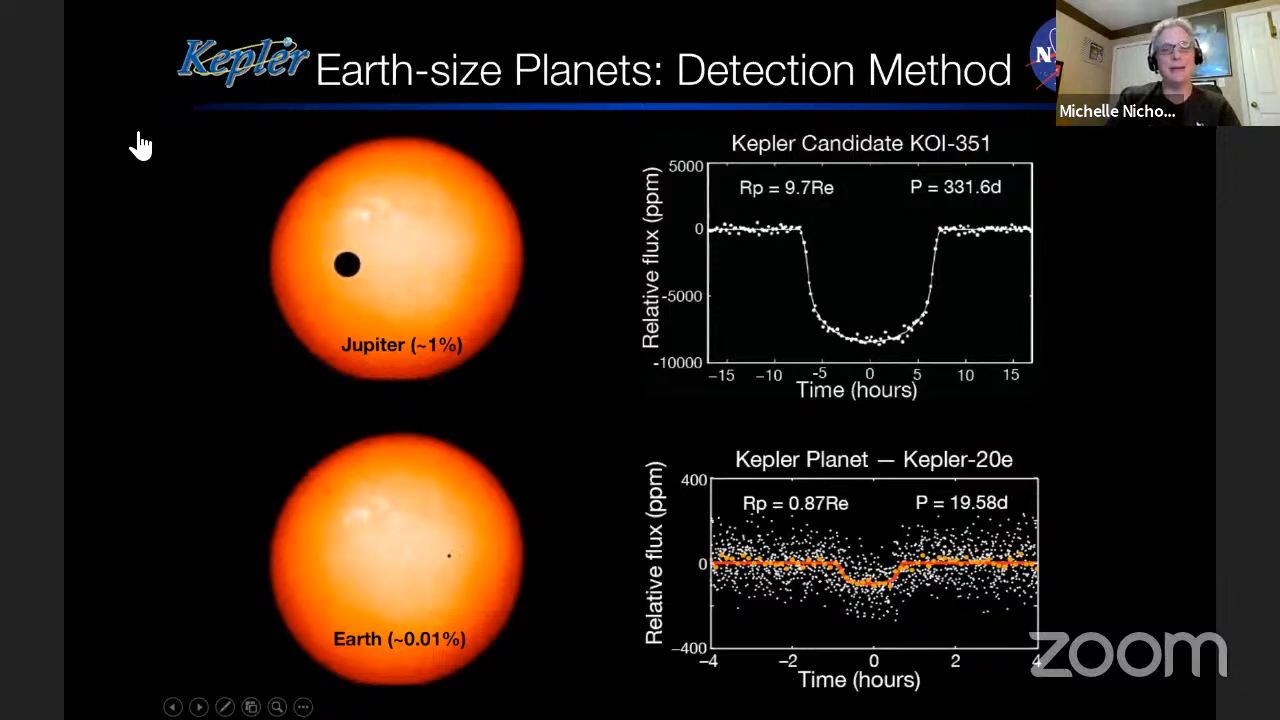 Kepler
Earth-size Planets: Detection Method
Michelle Nicho...
Jupiter (~1%)
Kepler Candidate KOI-351
Rp = 9.7Re
P = 331.6d
Relative flux (ppm)
5000
0
-5000
-10000
−15
−10
-5
0
5
10
15
Time (hours)
Earth (~0.01%)
Kepler Planet — Kepler-20e
Rp = 0.87Re
P = 19.58d
Relative flux (ppm)
400
0
−400
−4
−2
0
2
4
Time (hours)
zoom